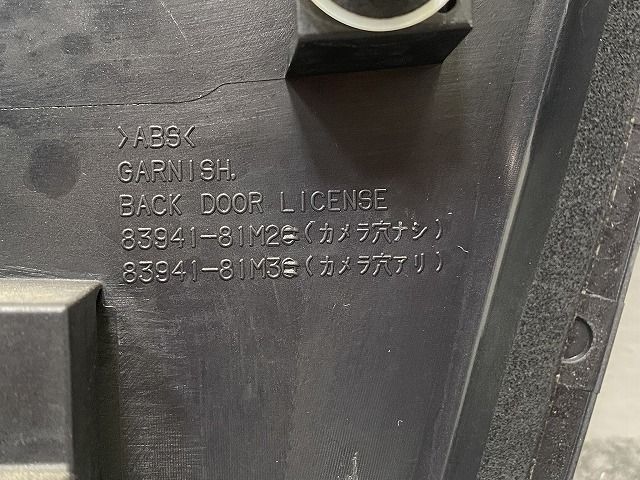 >ABS<
GARNISH.
BACK DOOR LICENSE
83941-81M2 (カメラ穴ナシ)
83941-81M3 (カメラ穴アリ)